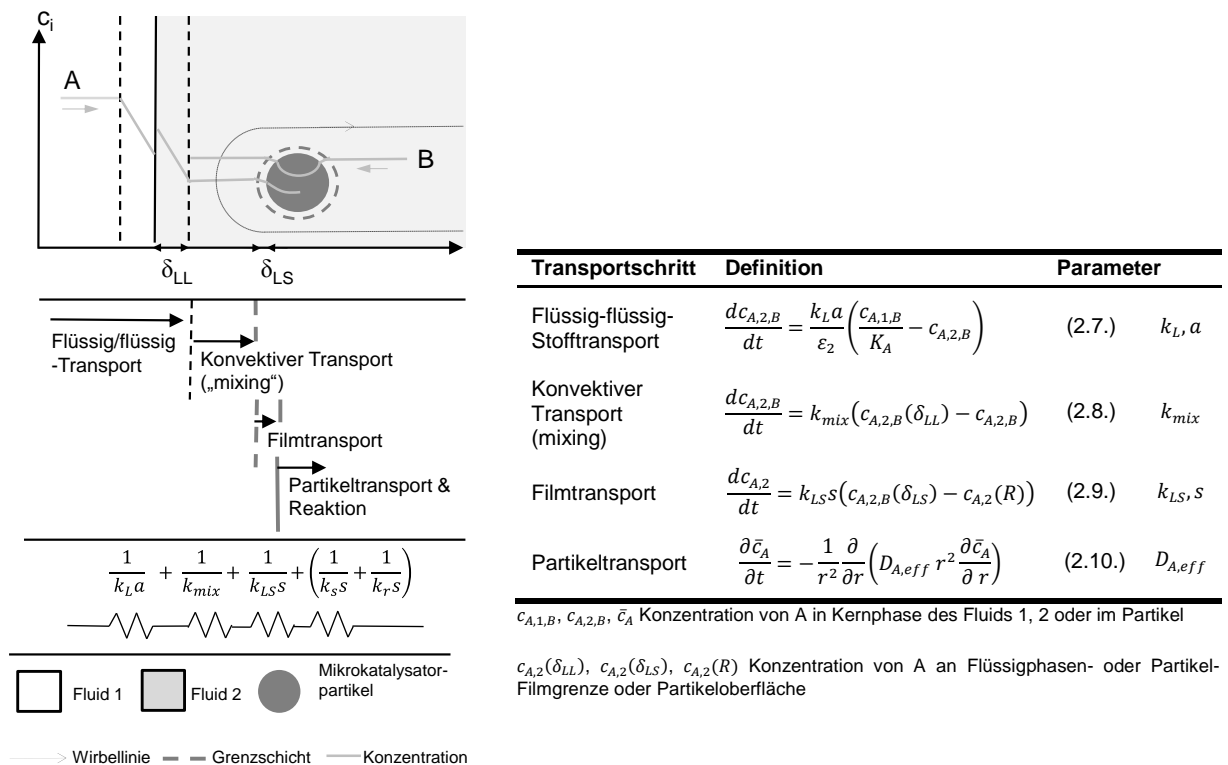 c_i
A
B
δ_LL
δ_LS
Flüssig/flüssig
-Transport
Konvektiver Transport
(„mixing“)
Filmtransport
Partikeltransport &
Reaktion
1/(k_L a) + 1/k_mix + 1/(k_LS s) + (1/(k_s s) + 1/(k_r s))
Fluid 1
Fluid 2
Mikrokatalysator-
partikel
Wirbellinie
Grenzschicht
Konzentration
Transportschritt Definition Parameter
Flüssig-flüssig-
Stofftransport
dc_A,2,B/dt = (k_L a/ε_2)(c_A,1,B/K_A − c_A,2,B) (2.7.) k_L, a
Konvektiver
Transport
(mixing)
dc_A,2,B/dt = k_mix(c_A,2,B(δ_LL) − c_A,2,B) (2.8.) k_mix
Filmtransport dc_A,2/dt = k_LS s(c_A,2,B(δ_LS) − c_A,2(R)) (2.9.) k_LS, s
Partikeltransport ∂c̄_A/∂t = −(1/r²) ∂/∂r (D_A,eff r² ∂c̄_A/∂ r) (2.10.) D_A,eff
c_A,1,B, c_A,2,B, c̄_A Konzentration von A in Kernphase des Fluids 1, 2 oder im Partikel
c_A,2(δ_LL), c_A,2(δ_LS), c_A,2(R) Konzentration von A an Flüssigphasen- oder Partikel-
Filmgrenze oder Partikeloberfläche